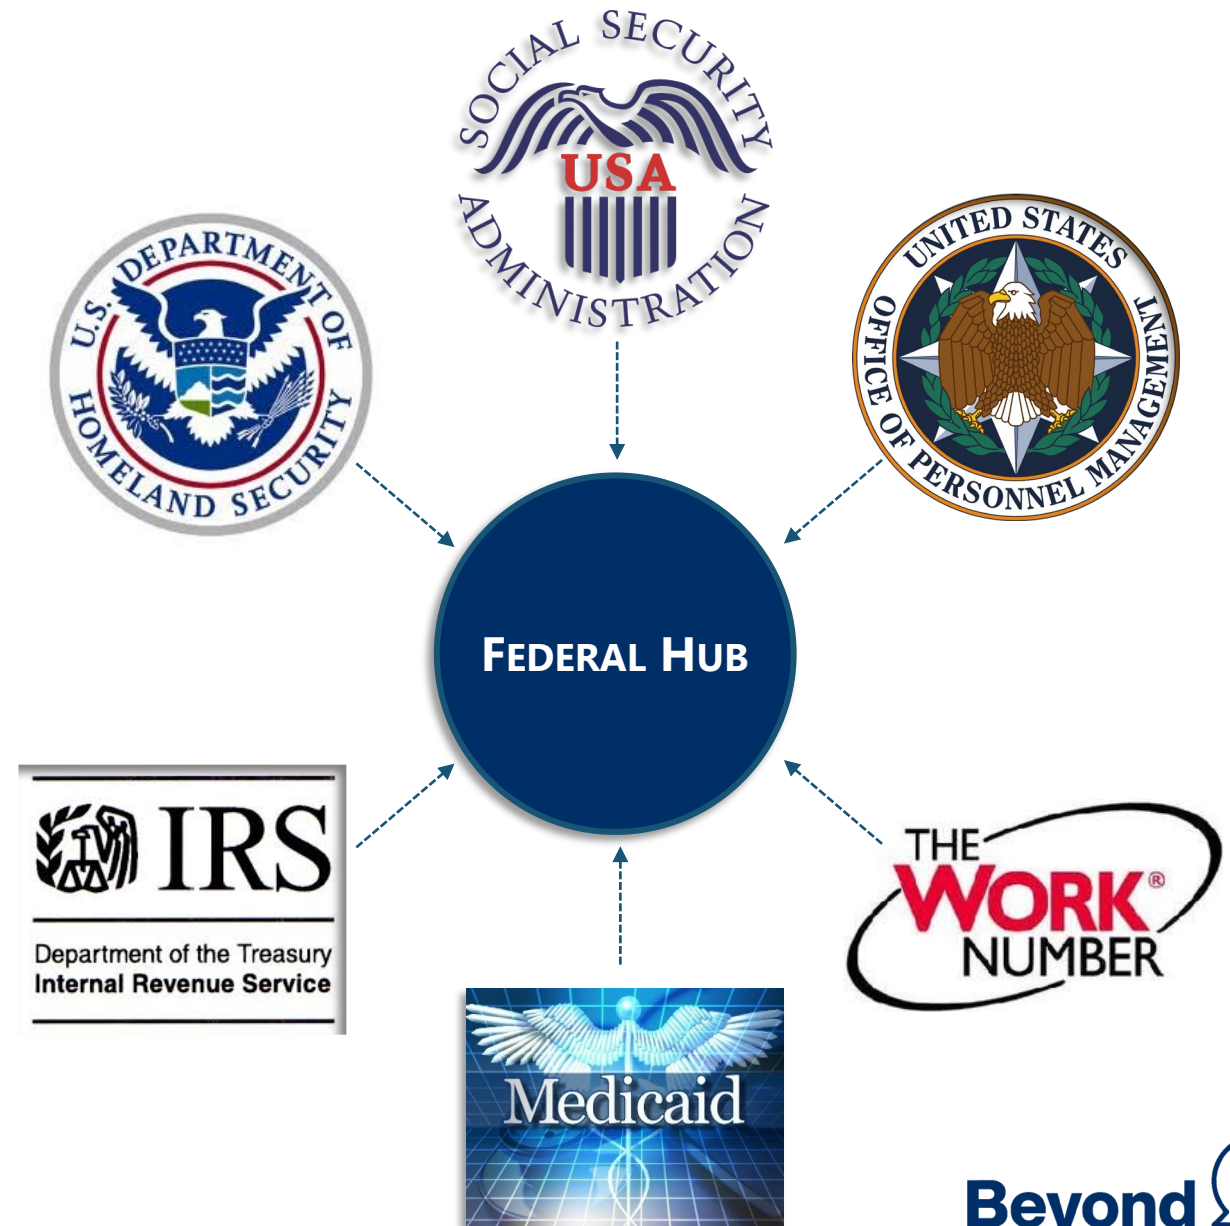 SOCIAL SECURITY
ADMINISTRATION
USA
U.S. DEPARTMENT OF
HOMELAND SECURITY
UNITED STATES
OFFICE OF PERSONNEL MANAGEMENT
FEDERAL HUB
IRS
Department of the Treasury
Internal Revenue Service
THE
WORK®
NUMBER
Medicaid
Beyond